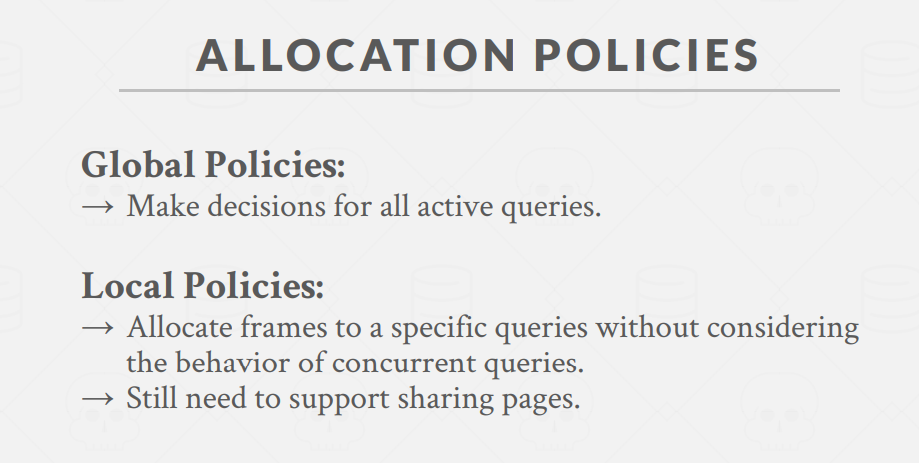 ALLOCATION POLICIES
Global Policies:
→ Make decisions for all active queries.
Local Policies:
→ Allocate frames to a specific queries without considering
the behavior of concurrent queries.
→ Still need to support sharing pages.